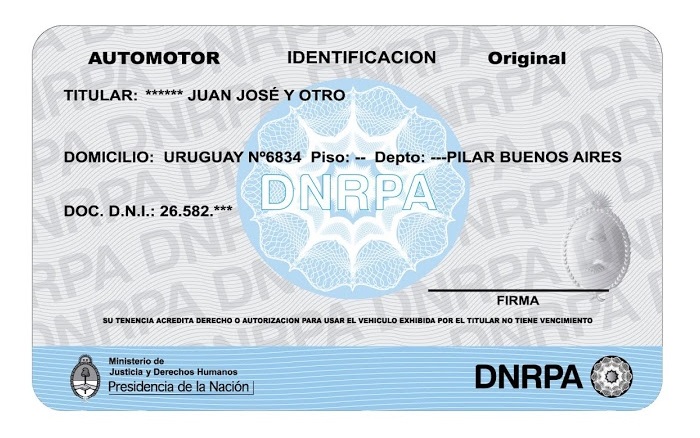 AUTOMOTOR IDENTIFICACION Original
TITULAR: ****** JUAN JOSÉ Y OTRO
DOMICILIO: URUGUAY Nº6834 Piso: -- Depto: ---PILAR BUENOS AIRES
DNRPA
DOC. D.N.I.: 26.582.***
FIRMA
SU TENENCIA ACREDITA DERECHO O AUTORIZACION PARA USAR EL VEHICULO EXHIBIDA POR EL TITULAR NO TIENE VENCIMIENTO
Ministerio de
Justicia y Derechos Humanos
Presidencia de la Nación
DNRPA